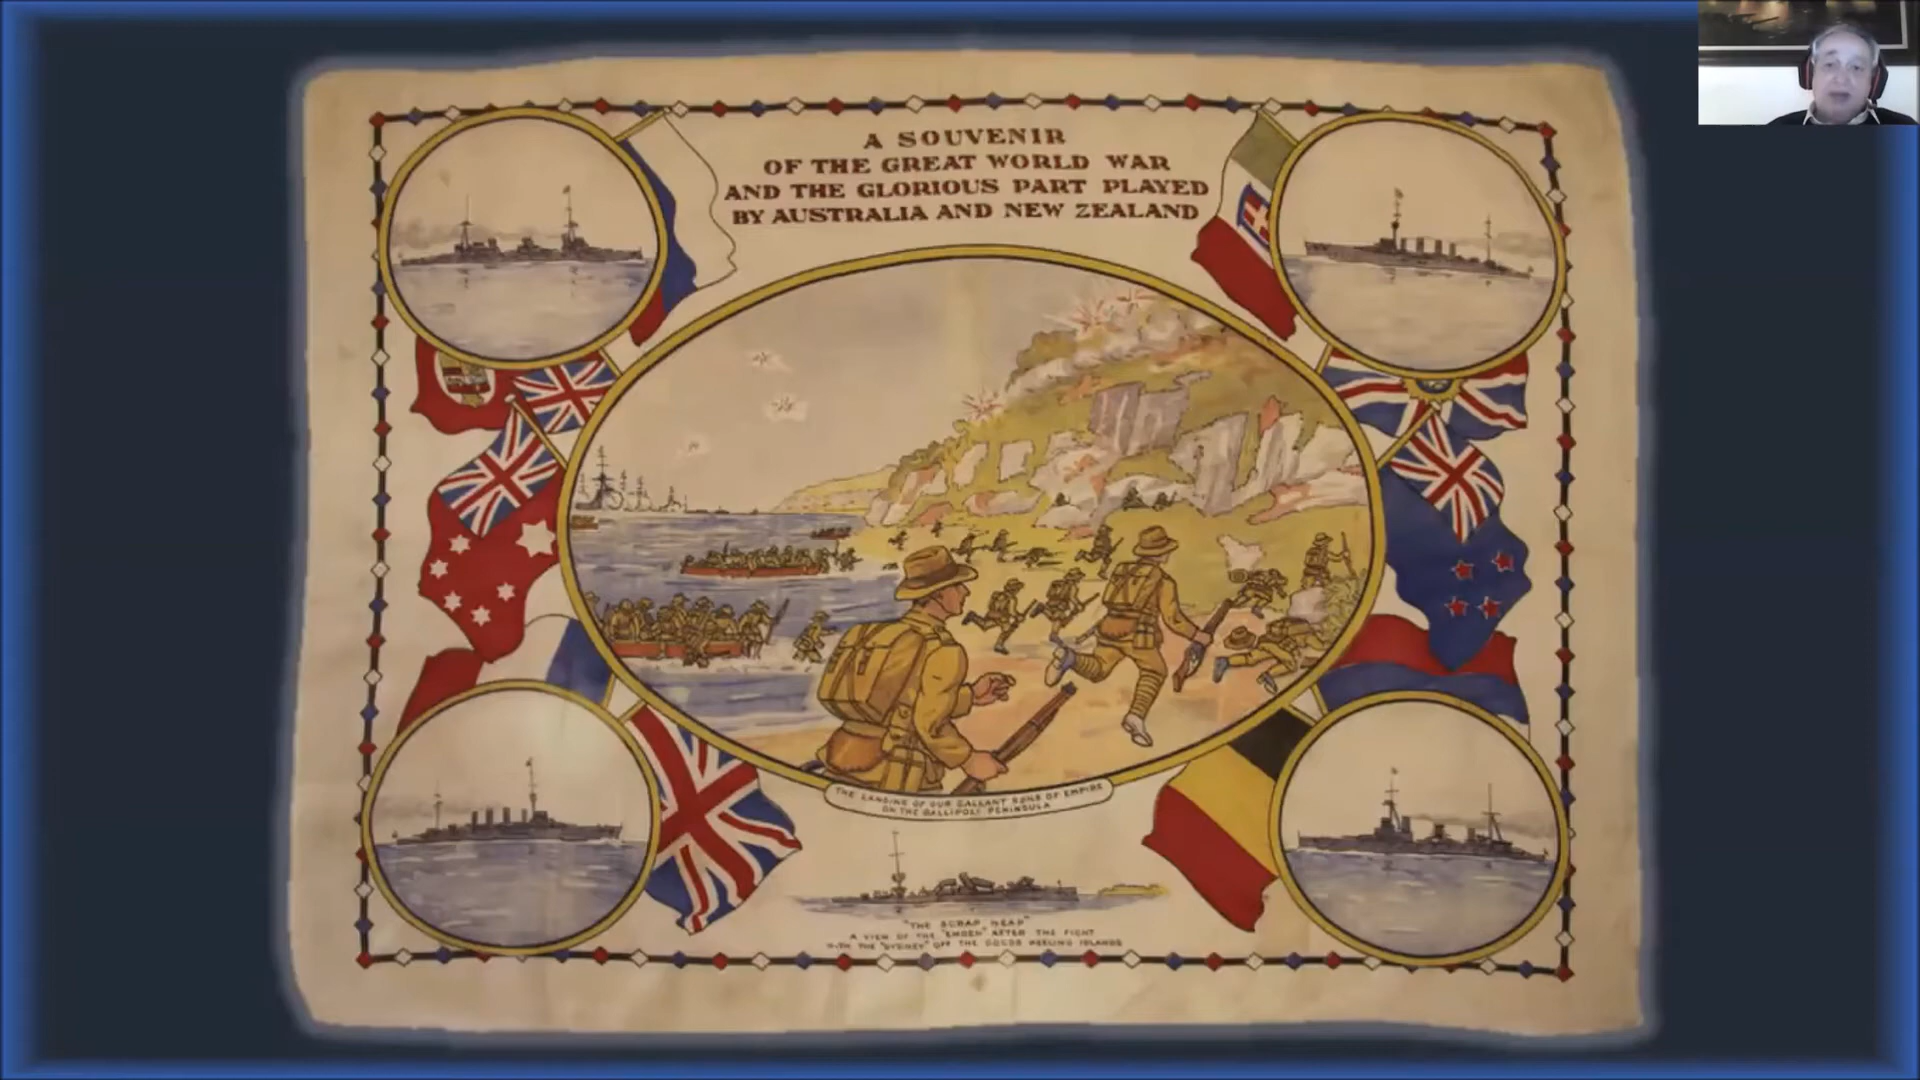 A SOUVENIR
OF THE GREAT WORLD WAR
AND THE GLORIOUS PART PLAYED
BY AUSTRALIA AND NEW ZEALAND
THE LANDING OF OUR GALLANT SONS OF EMPIRE
ON THE GALLIPOLI PENINSULA
"THE SCRAP HEAP"
A VIEW OF THE "EMDEN" AFTER THE FIGHT
WITH THE "SYDNEY" OFF THE COCOS KEELING ISLANDS